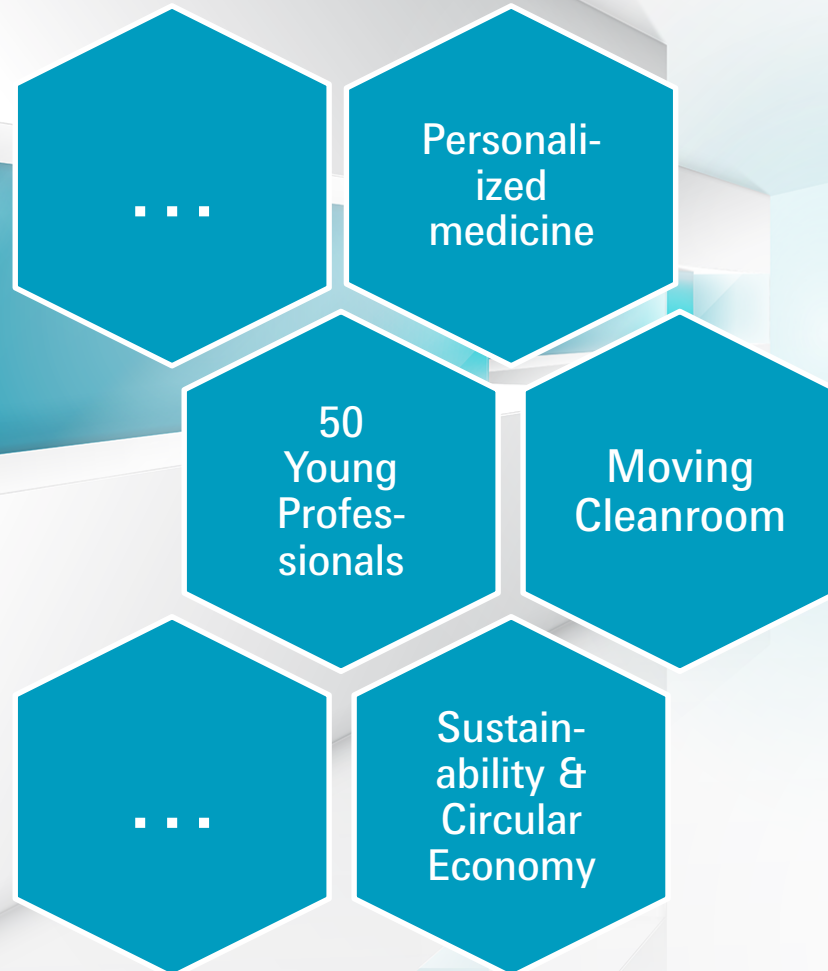 ...
Personali-
ized
medicine
50
Young
Profes-
sionals
Moving
Cleanroom
...
Sustain-
ability &
Circular
Economy